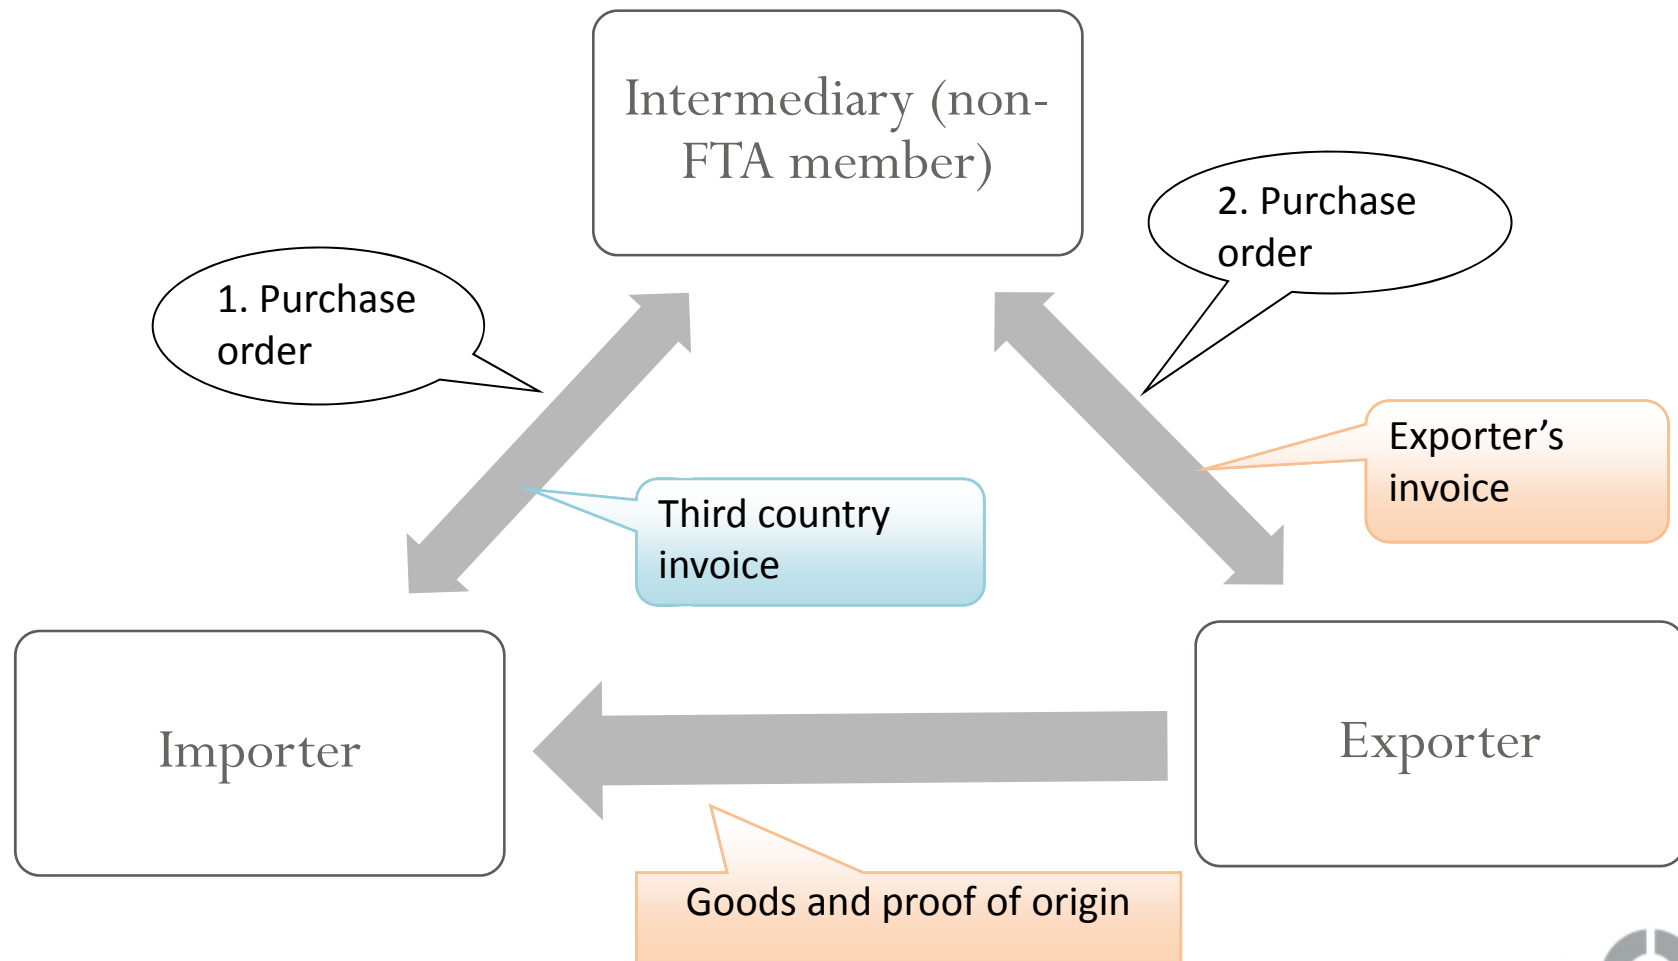 Intermediary (non-
FTA member)
2. Purchase
order
1. Purchase
order
Exporter’s
invoice
Third country
invoice
Importer
Exporter
Goods and proof of origin